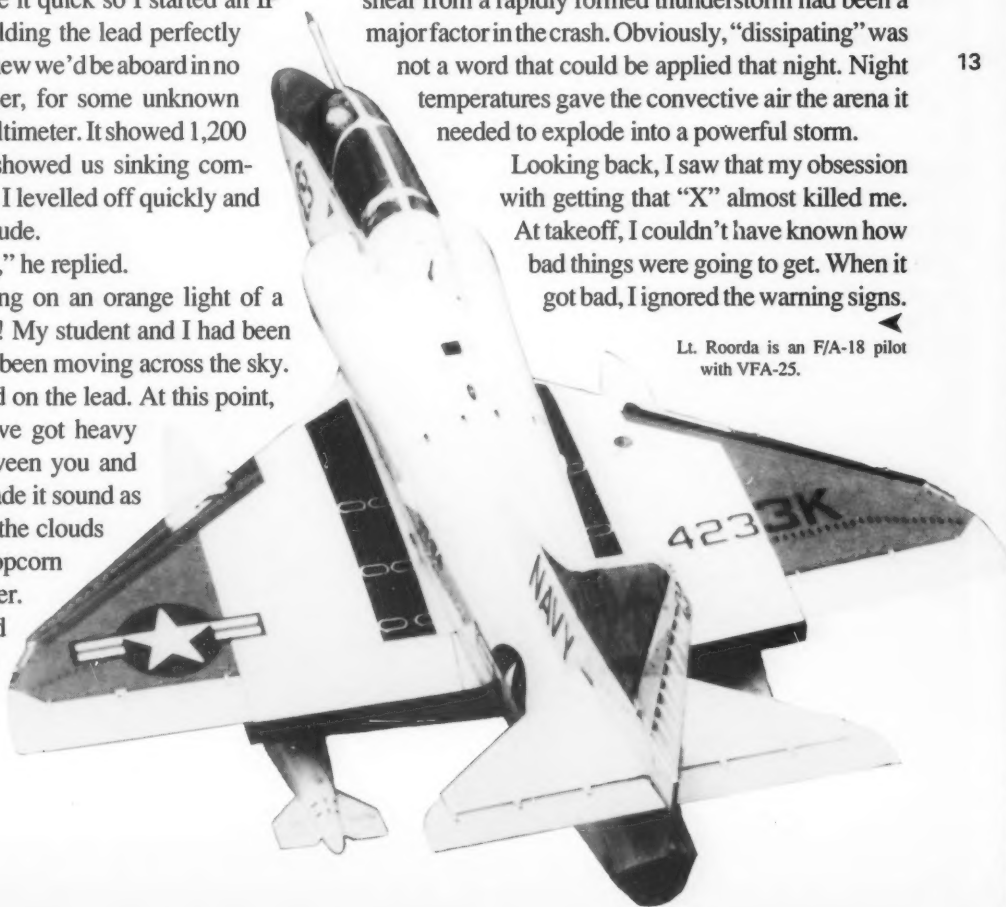 e it quick so I started an
lding the lead perfectly
ew we'd be aboard in no
er, for some unknown
ltimeter. It showed 1,200
showed us sinking com-
I levelled off quickly and
ude.
,” he replied.
ng on an orange light of a
! My student and I had been
been moving across the sky.
d on the lead. At this point,
ve got heavy
een you and
de it sound as
the clouds
pcorn
er.
d
shear from a rapidly formed thunderstorm had been a
major factor in the crash. Obviously, “dissipating” was
not a word that could be applied that night. Night
temperatures gave the convective air the arena it
needed to explode into a powerful storm.
Looking back, I saw that my obsession
with getting that “X” almost killed me.
At takeoff, I couldn't have known how
bad things were going to get. When it
got bad, I ignored the warning signs.
Lt. Roorda is an F/A-18 pilot
with VFA-25.
13
4233K
NAVY